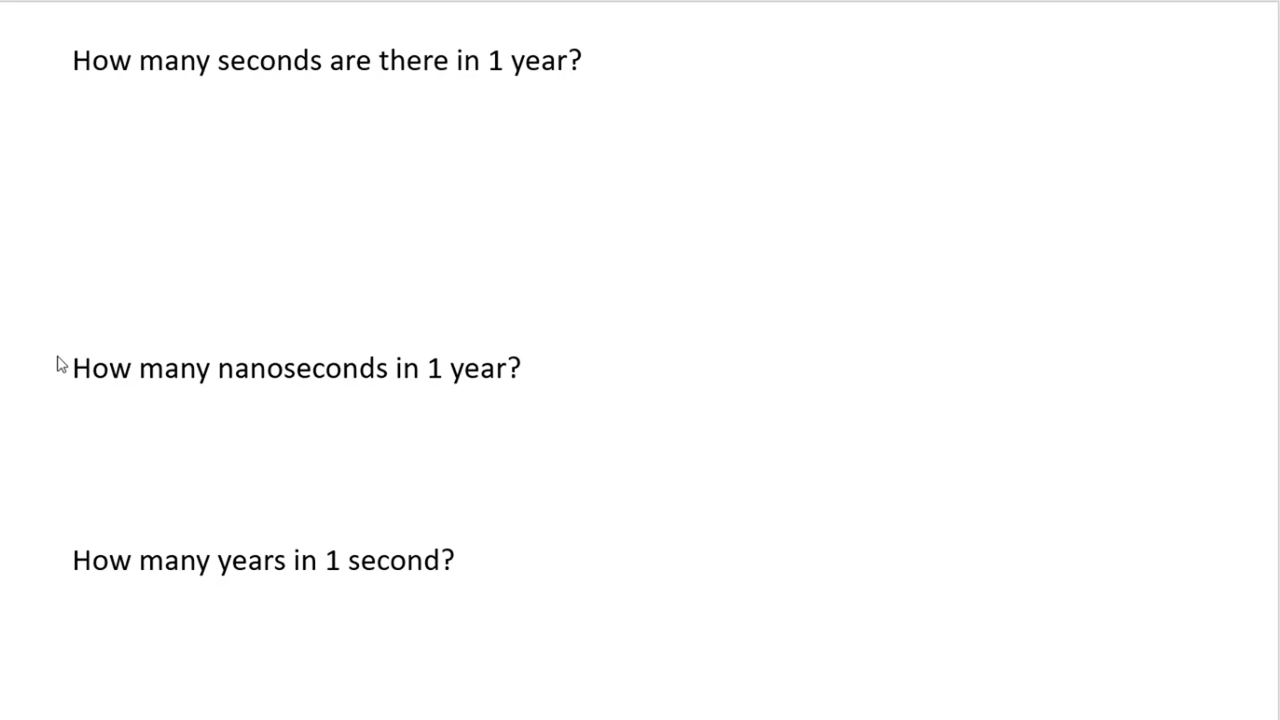 How many seconds are there in 1 year?
How many nanoseconds in 1 year?
How many years in 1 second?